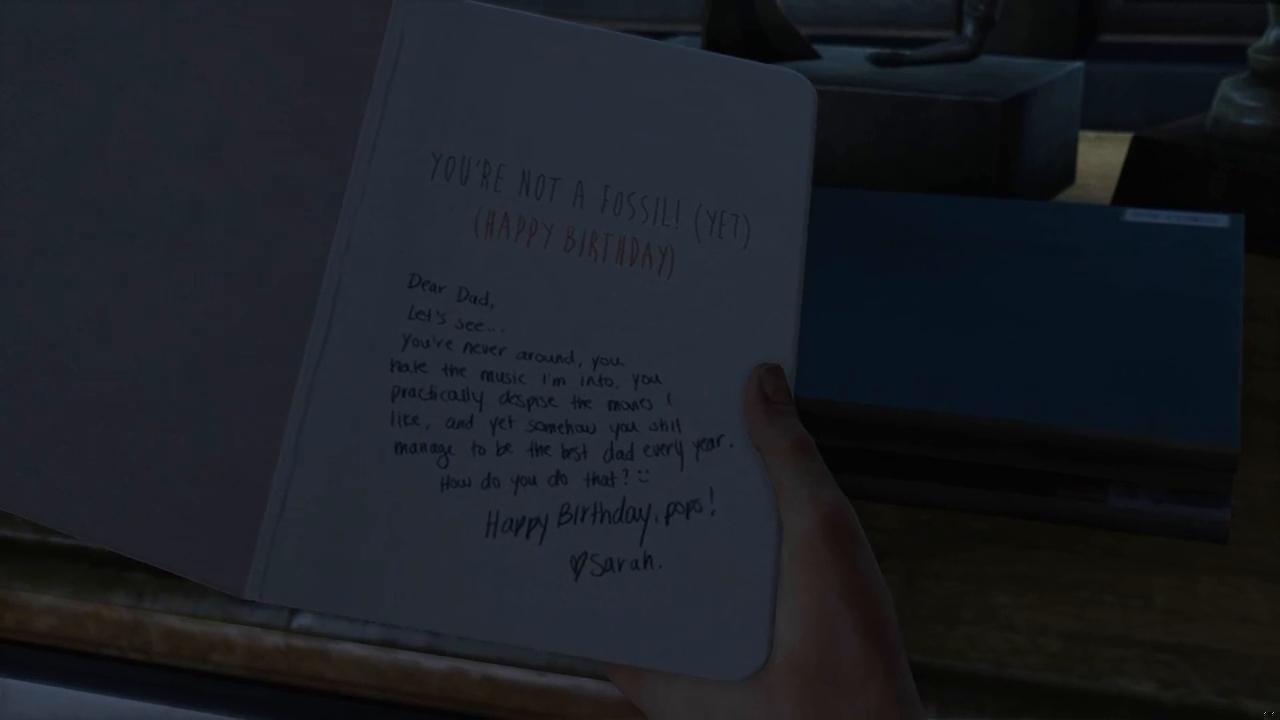 YOU'RE NOT A FOSSIL! (YET)
(HAPPY BIRTHDAY)
Dear Dad,
Let's see...
you're never around, you
hate the music I'm into, you
practically despise the movies I
like, and yet somehow you still
manage to be the best dad every year.
How do you do that? :)
Happy Birthday, pops!
♥Sarah.